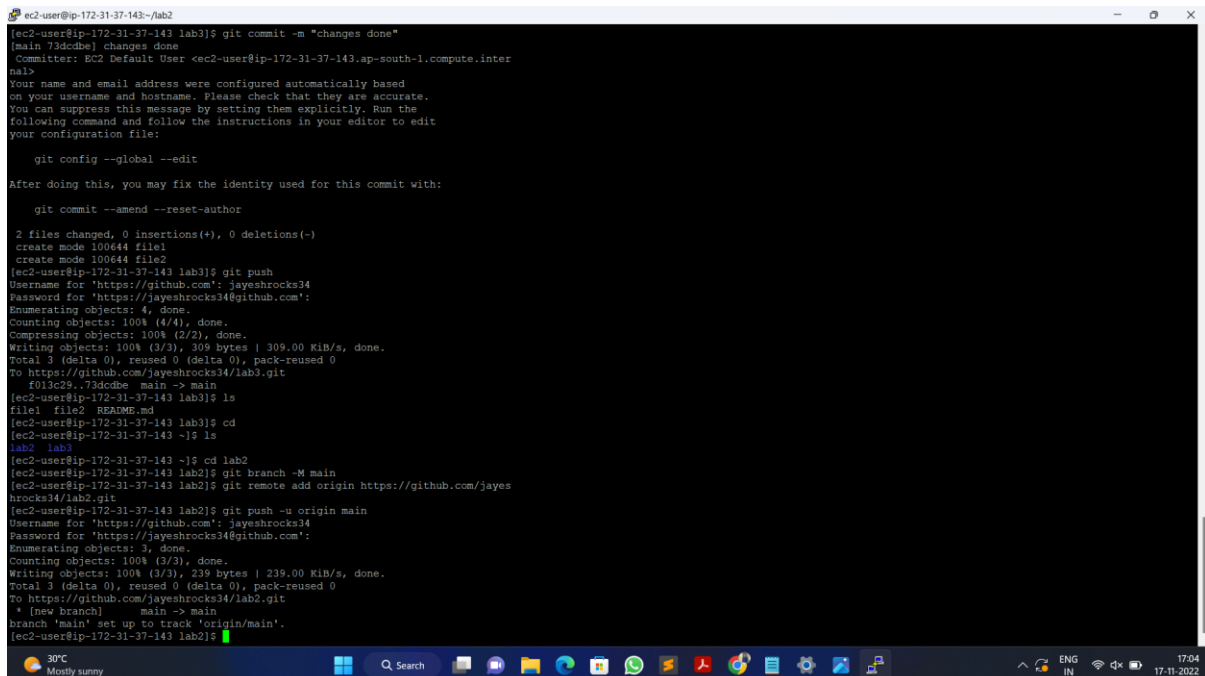 ec2-user@ip-172-31-37-143:~/lab2
[ec2-user@ip-172-31-37-143 lab3]$ git commit -m "changes done"
[main 73dcdbe] changes done
 Committer: EC2 Default User <ec2-user@ip-172-31-37-143.ap-south-1.compute.inter
nal>
Your name and email address were configured automatically based
on your username and hostname. Please check that they are accurate.
You can suppress this message by setting them explicitly. Run the
following command and follow the instructions in your editor to edit
your configuration file:
    git config --global --edit
After doing this, you may fix the identity used for this commit with:
    git commit --amend --reset-author
 2 files changed, 0 insertions(+), 0 deletions(-)
 create mode 100644 file1
 create mode 100644 file2
[ec2-user@ip-172-31-37-143 lab3]$ git push
Username for 'https://github.com': jayeshrocks34
Password for 'https://jayeshrocks34@github.com':
Enumerating objects: 4, done.
Counting objects: 100% (4/4), done.
Compressing objects: 100% (2/2), done.
Writing objects: 100% (3/3), 309 bytes | 309.00 KiB/s, done.
Total 3 (delta 0), reused 0 (delta 0), pack-reused 0
To https://github.com/jayeshrocks34/lab3.git
   f013c29..73dcdbe  main -> main
[ec2-user@ip-172-31-37-143 lab3]$ ls
file1  file2  README.md
[ec2-user@ip-172-31-37-143 lab3]$ cd
[ec2-user@ip-172-31-37-143 ~]$ ls
lab2  lab3
[ec2-user@ip-172-31-37-143 ~]$ cd lab2
[ec2-user@ip-172-31-37-143 lab2]$ git branch -M main
[ec2-user@ip-172-31-37-143 lab2]$ git remote add origin https://github.com/jayes
hrocks34/lab2.git
[ec2-user@ip-172-31-37-143 lab2]$ git push -u origin main
Username for 'https://github.com': jayeshrocks34
Password for 'https://jayeshrocks34@github.com':
Enumerating objects: 3, done.
Counting objects: 100% (3/3), done.
Writing objects: 100% (3/3), 239 bytes | 239.00 KiB/s, done.
Total 3 (delta 0), reused 0 (delta 0), pack-reused 0
To https://github.com/jayeshrocks34/lab2.git
 * [new branch]      main -> main
branch 'main' set up to track 'origin/main'.
[ec2-user@ip-172-31-37-143 lab2]$
30°C
Mostly sunny
Search
ENG
IN
17:04
17-11-2022